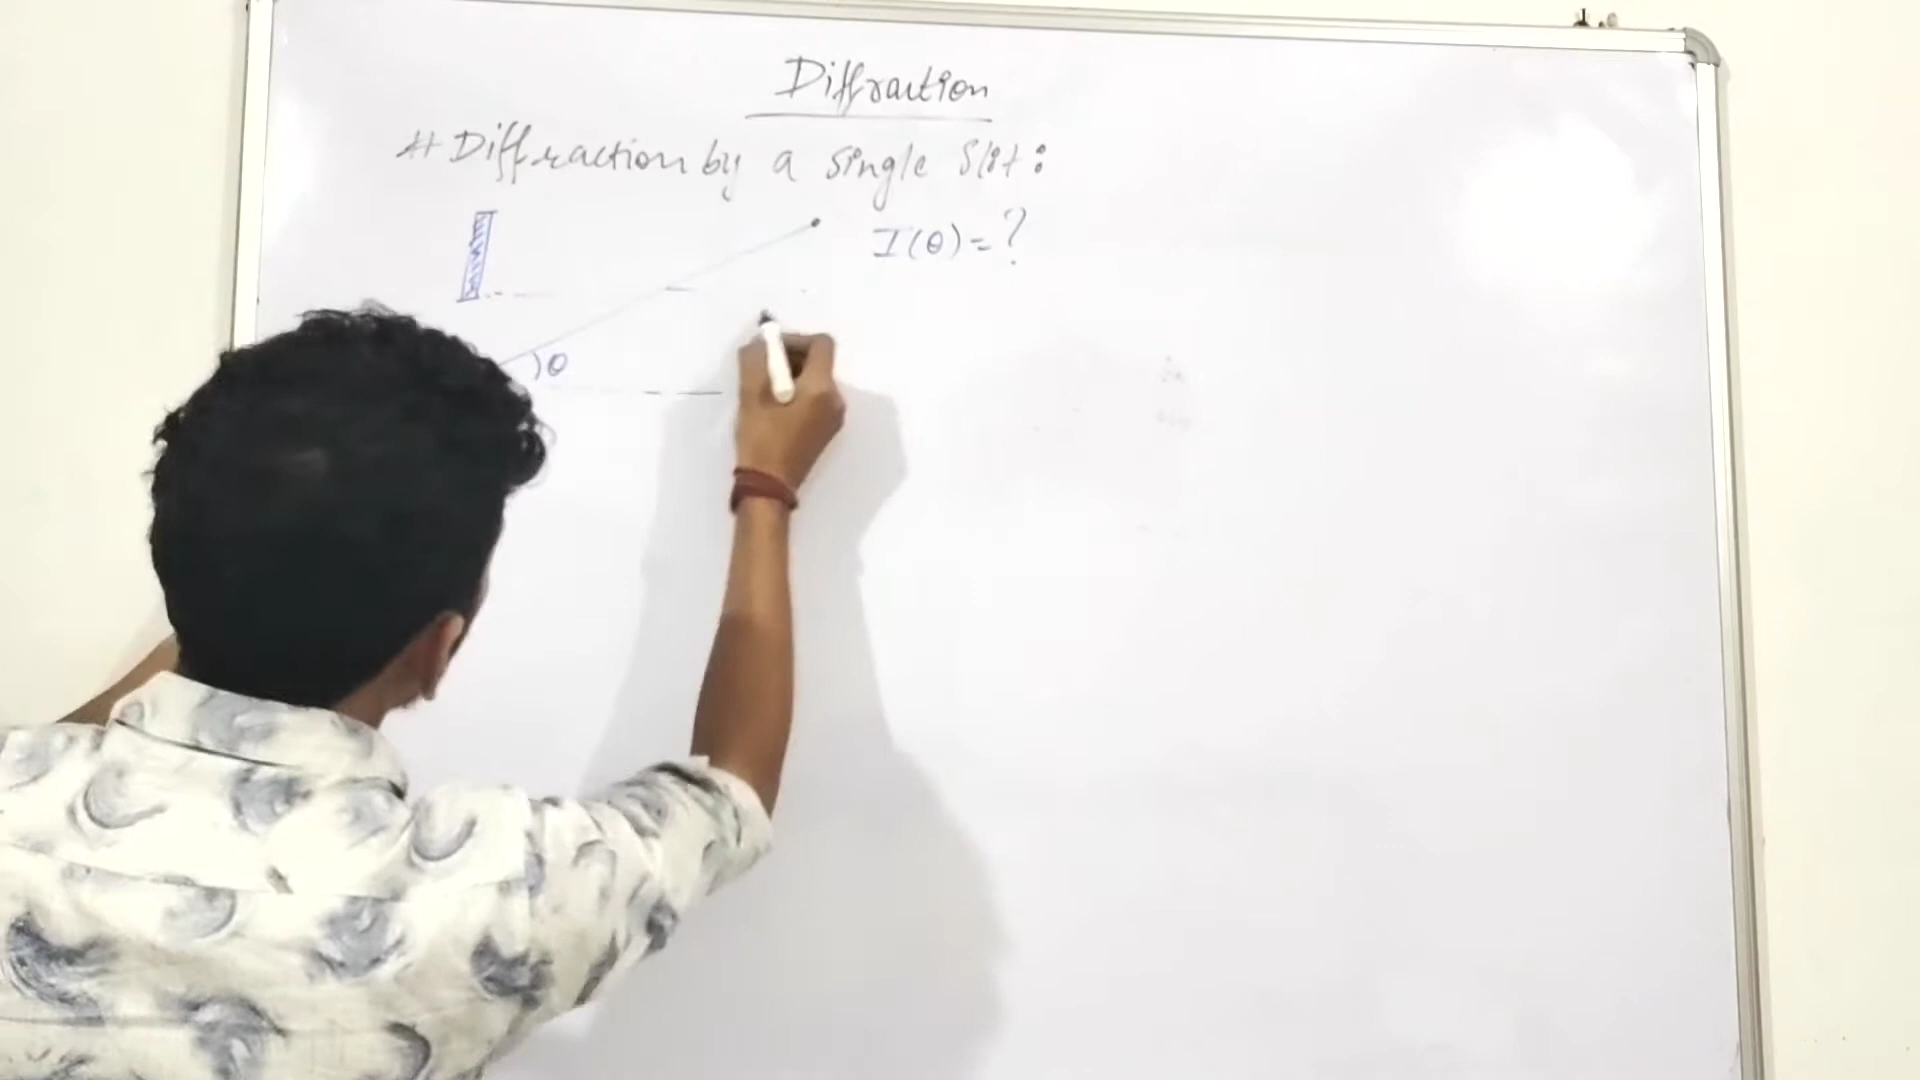 Diffraction
# Diffraction by a single slit:
I(θ) = ?
θ